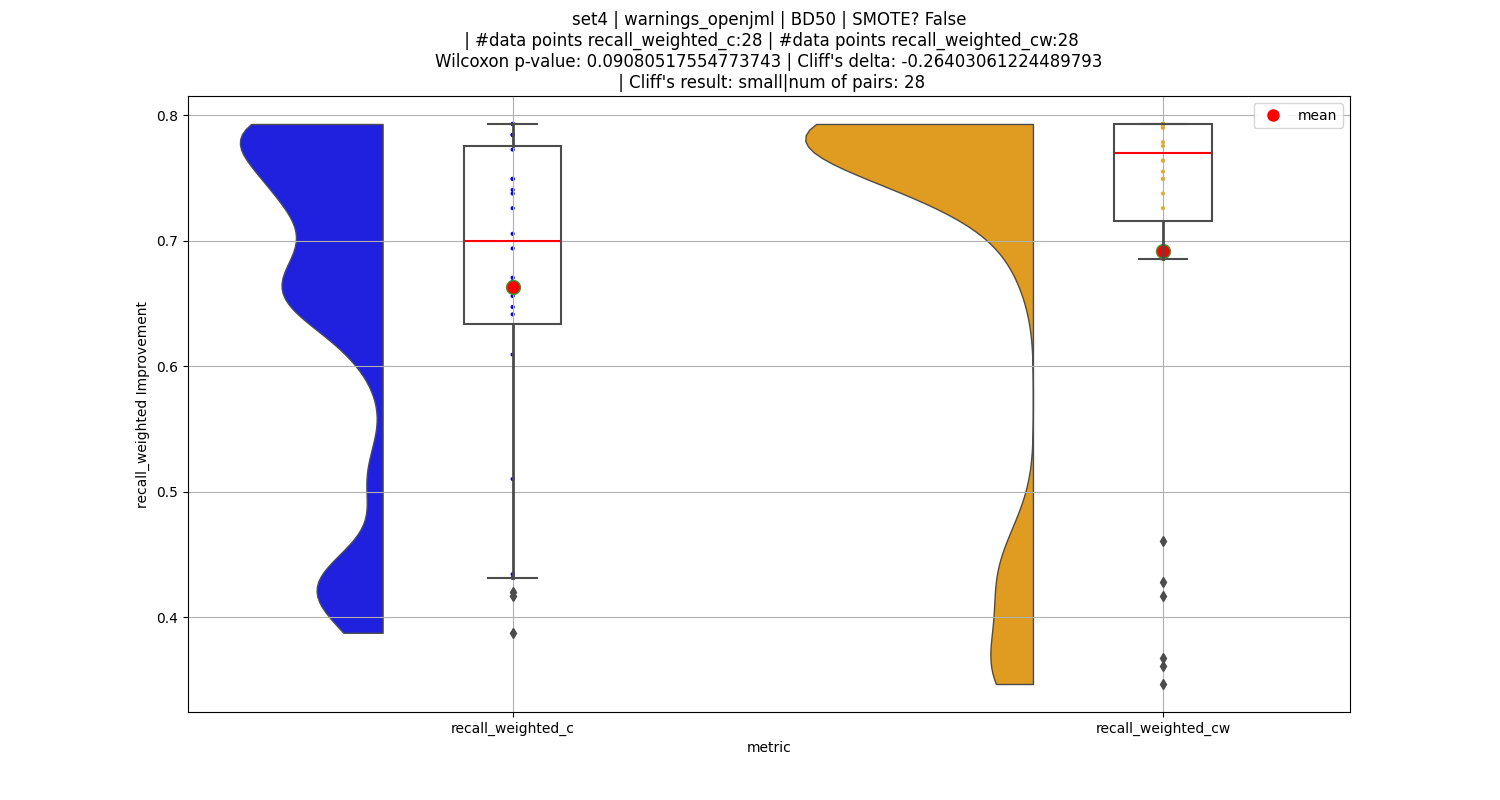 set4 | warnings_openjml | BD50 | SMOTE? False
| #data points recall_weighted_c:28 | #data points recall_weighted_cw:28
Wilcoxon p-value: 0.09080517554773743 | Cliff's delta: -0.26403061224489793
| Cliff's result: small|num of pairs: 28
mean
0.8
0.7
0.6
0.5
0.4
recall_weighted Improvement
recall_weighted_c
recall_weighted_cw
metric